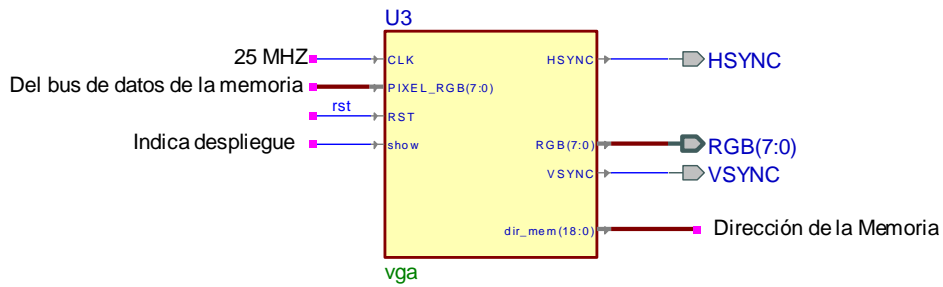 U3
25 MHZ
CLK
HSYNC
HSYNC
Del bus de datos de la memoria
PIXEL_RGB(7:0)
rst
RST
Indica despliegue
show
RGB(7:0)
RGB(7:0)
VSYNC
VSYNC
dir_mem(18:0)
Dirección de la Memoria
vga